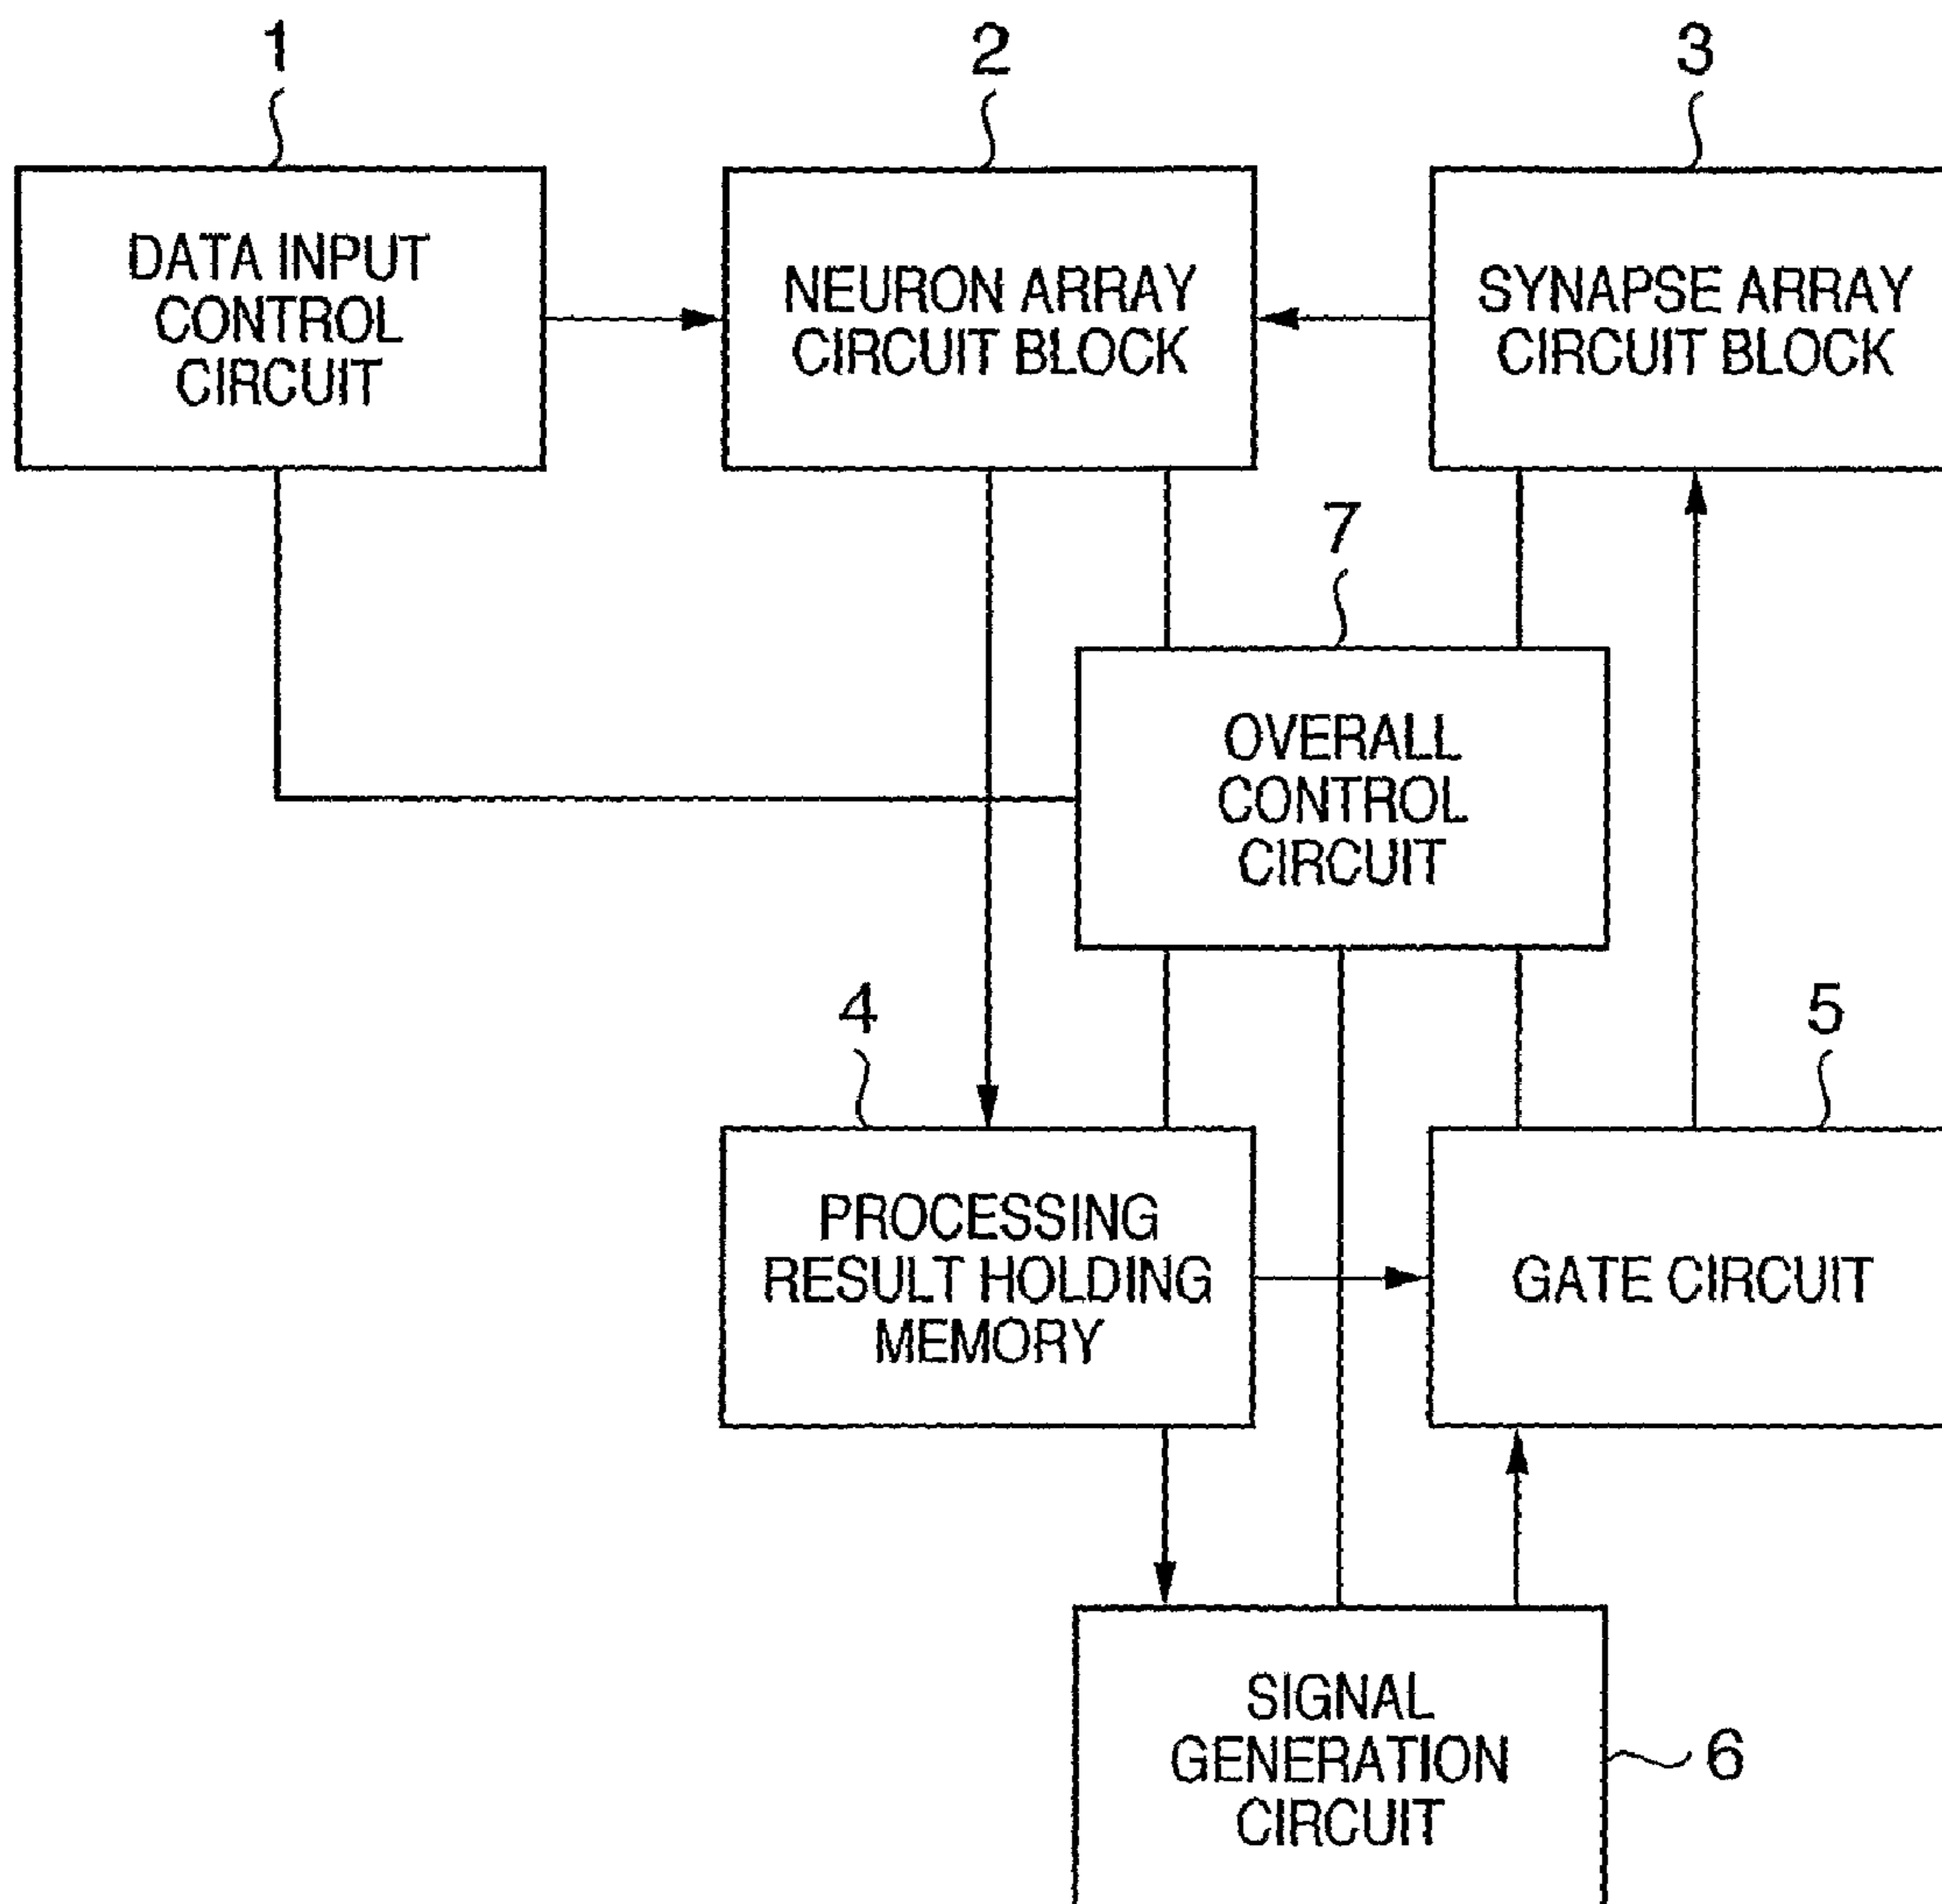 1
2
3
DATA INPUT
CONTROL
CIRCUIT
NEURON ARRAY
CIRCUIT BLOCK
SYNAPSE ARRAY
CIRCUIT BLOCK
7
OVERALL
CONTROL
CIRCUIT
4
5
PROCESSING
RESULT HOLDING
MEMORY
GATE CIRCUIT
SIGNAL
GENERATION
CIRCUIT
6